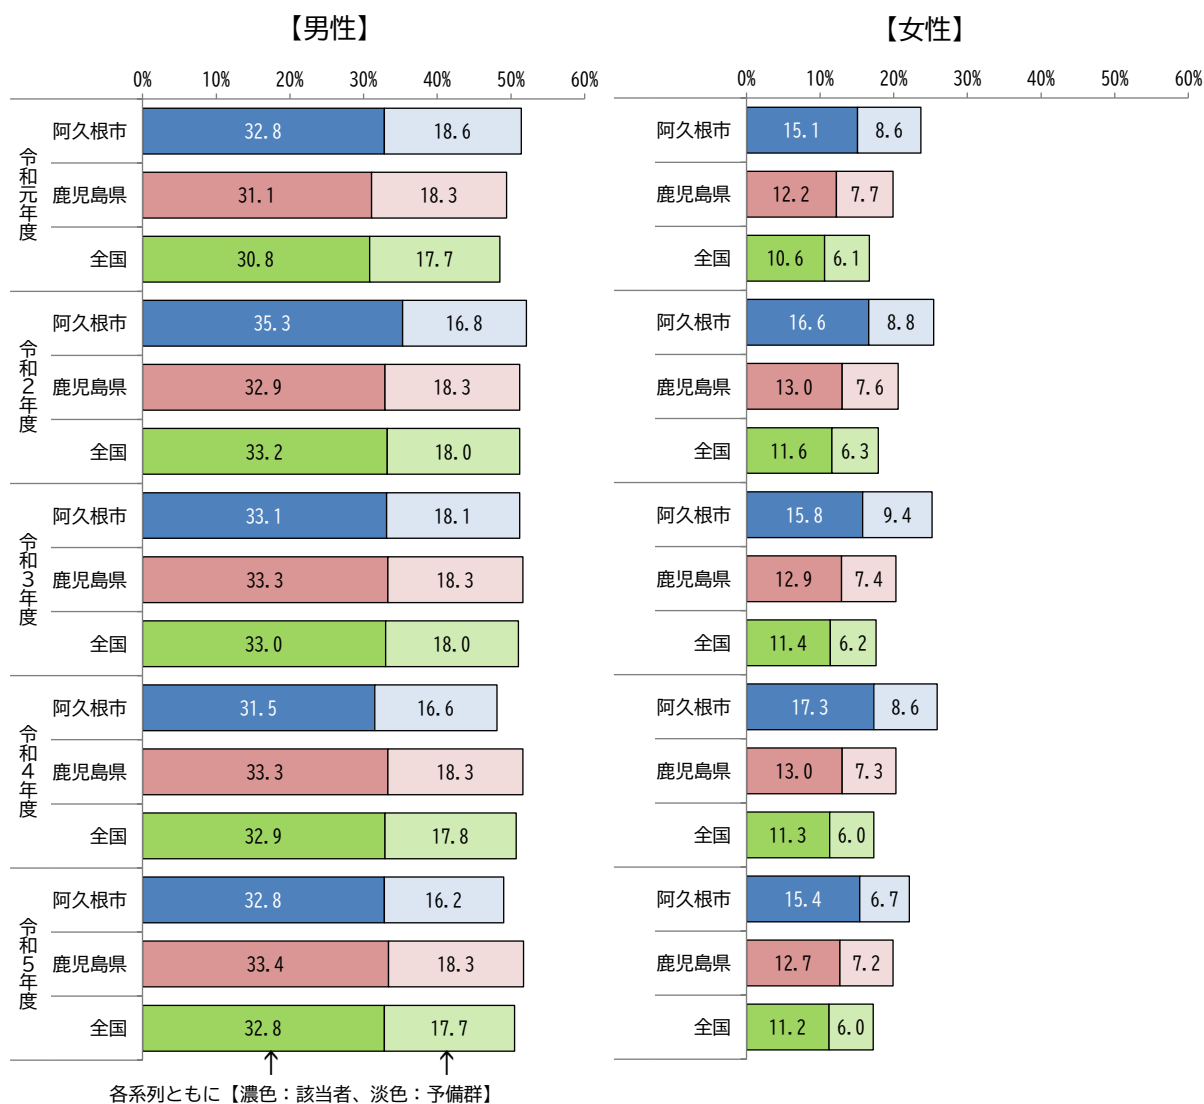 【男性】
0% 10% 20% 30% 40% 50% 60%
令和元年度
阿久根市 32.8 18.6
鹿児島県 31.1 18.3
全国 30.8 17.7
令和2年度
阿久根市 35.3 16.8
鹿児島県 32.9 18.3
全国 33.2 18.0
令和3年度
阿久根市 33.1 18.1
鹿児島県 33.3 18.3
全国 33.0 18.0
令和4年度
阿久根市 31.5 16.6
鹿児島県 33.3 18.3
全国 32.9 17.8
令和5年度
阿久根市 32.8 16.2
鹿児島県 33.4 18.3
全国 32.8 17.7
各系列ともに【濃色：該当者、淡色：予備群】
【女性】
0% 10% 20% 30% 40% 50% 60%
阿久根市 15.1 8.6
鹿児島県 12.2 7.7
全国 10.6 6.1
阿久根市 16.6 8.8
鹿児島県 13.0 7.6
全国 11.6 6.3
阿久根市 15.8 9.4
鹿児島県 12.9 7.4
全国 11.4 6.2
阿久根市 17.3 8.6
鹿児島県 13.0 7.3
全国 11.3 6.0
阿久根市 15.4 6.7
鹿児島県 12.7 7.2
全国 11.2 6.0